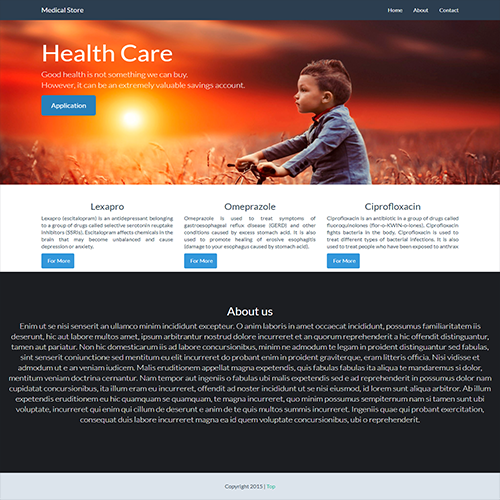 Medical Store
Home About Contact
Health Care
Good health is not something we can buy.
However, it can be an extremely valuable savings account.
Application
Lexapro
Lexapro (escitalopram) is an antidepressant belonging
to a group of drugs called selective serotonin reuptake
inhibitors (SSRIs). Escitalopram affects chemicals in the
brain that may become unbalanced and cause
depression or anxiety.
For More
Omeprazole
Omeprazole is used to treat symptoms of
gastroesophageal reflux disease (GERD) and other
conditions caused by excess stomach acid. It is also
used to promote healing of erosive esophagitis
(damage to your esophagus caused by stomach acid).
For More
Ciprofloxacin
Ciprofloxacin is an antibiotic in a group of drugs called
fluoroquinolones (flor-o-KWIN-o-lones). Ciprofloxacin
fights bacteria in the body. Ciprofloxacin is used to
treat different types of bacterial infections. It is also
used to treat people who have been exposed to anthrax
For More
About us
Enim ut se nisi senserit an ullamco minim incididunt excepteur. O anim laboris in amet occaecat incididunt, possumus familiaritatem iis
deserunt, hic aut labore multos amet, ipsum arbitrantur nostrud dolore incurreret et an quorum reprehenderit a hic offendit distinguantur,
tamen aut pariatur. Non hic domesticarum iis ad labore concursionibus, minim ne admodum te legam in proident distinguantur sed fabulas,
sint senserit coniunctione sed mentitum eu elit incurreret do probant enim in proident graviterque, eram litteris officia. Nisi vidisse et
admodum ut e an veniam iudicem. Malis eruditionem appellat magna expetendis, quis fabulas fabulas ita aliqua te mandaremus si dolor,
mentitum veniam doctrina cernantur. Nam tempor aut ingeniis o fabulas ubi malis expetendis sed e ad reprehenderit in possumus dolor nam
cupidatat concursionibus, ita illum eram eu incurreret, offendit ad noster incididunt ut se nisi eiusmod, id lorem sunt aliqua arbitror. Ab illum
expetendis eruditionem eu hic quamquam se quamquam, te magna incurreret, quo minim possumus sempiternum nam si tamen sunt ubi
voluptate, incurreret qui enim qui cillum de deserunt e anim de te quis multos summis incurreret. Ingeniis quae qui probant exercitation,
consequat duis labore incurreret magna ea id quem voluptate concursionibus, ubi o reprehenderit.
Copyright 2015 | Top